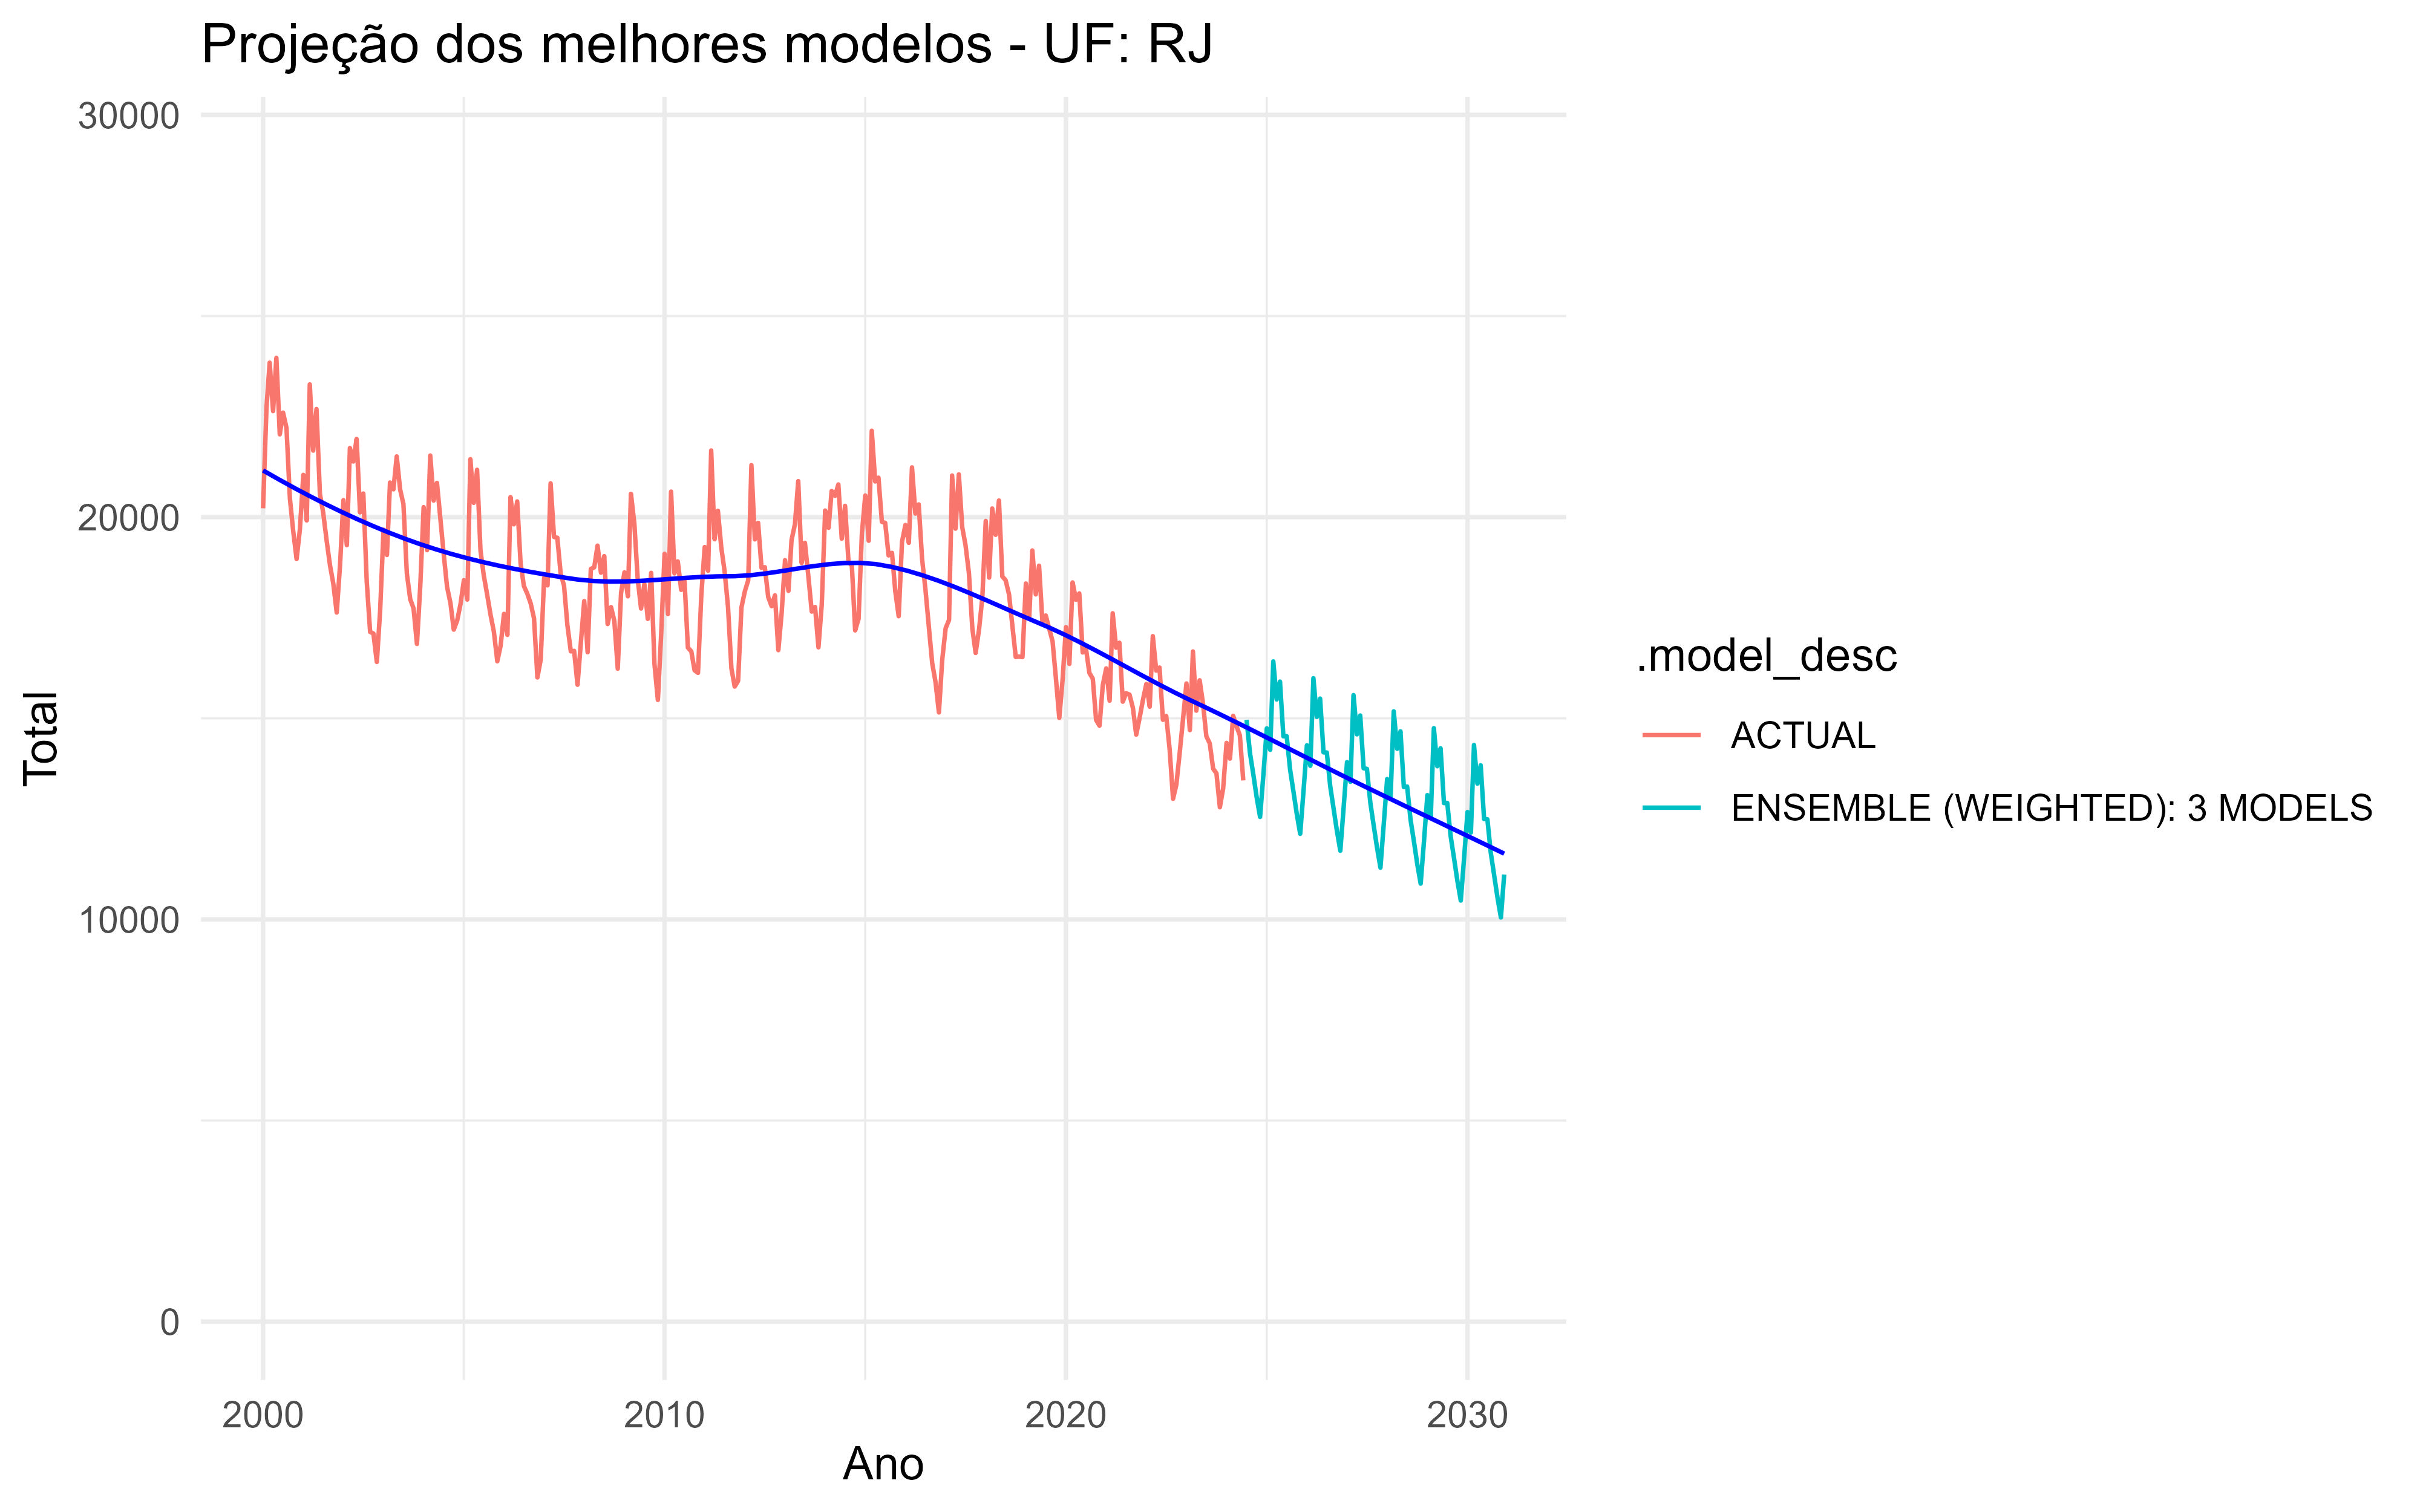 Projeção dos melhores modelos - UF: RJ
30000
20000
10000
0
Total
2000
2010
2020
2030
Ano
.model_desc
ACTUAL
ENSEMBLE (WEIGHTED): 3 MODELS